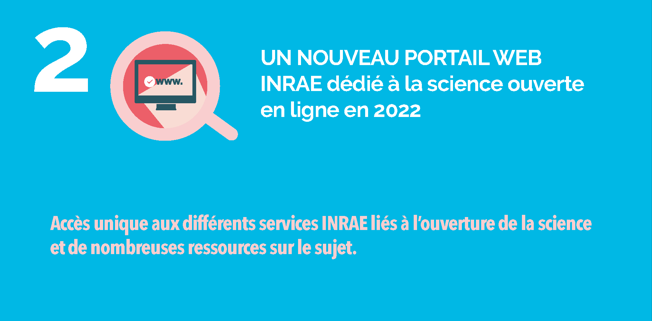 2
www.
UN NOUVEAU PORTAIL WEB
INRAE dédié à la science ouverte
en ligne en 2022
Accès unique aux différents services INRAE liés à l'ouverture de la science
et de nombreuses ressources sur le sujet.